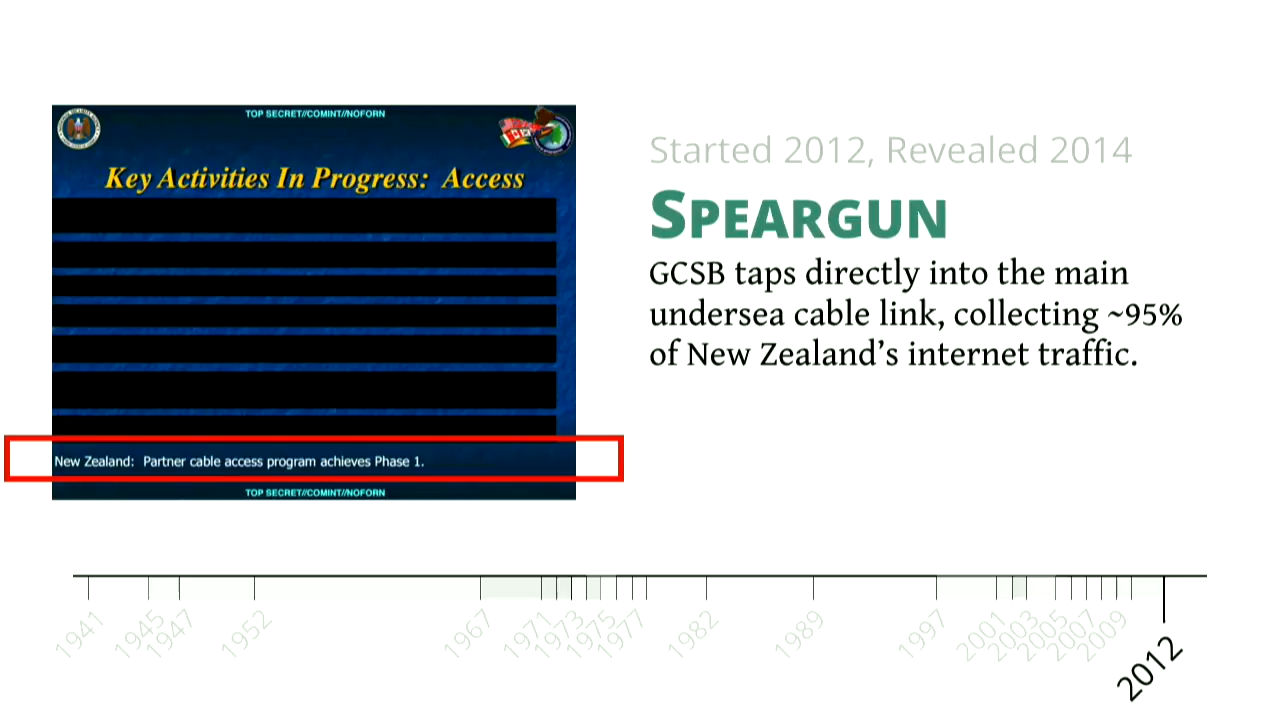 TOP SECRET//COMINT//NOFORN
Key Activities In Progress: Access
New Zealand: Partner cable access program achieves Phase 1.
TOP SECRET//COMINT//NOFORN
Started 2012, Revealed 2014
SPEARGUN
GCSB taps directly into the main
undersea cable link, collecting ~95%
of New Zealand's internet traffic.
1941
1945
1947
1952
1967
1971
1973
1975
1977
1982
1989
1997
2001
2003
2005
2007
2009
2012